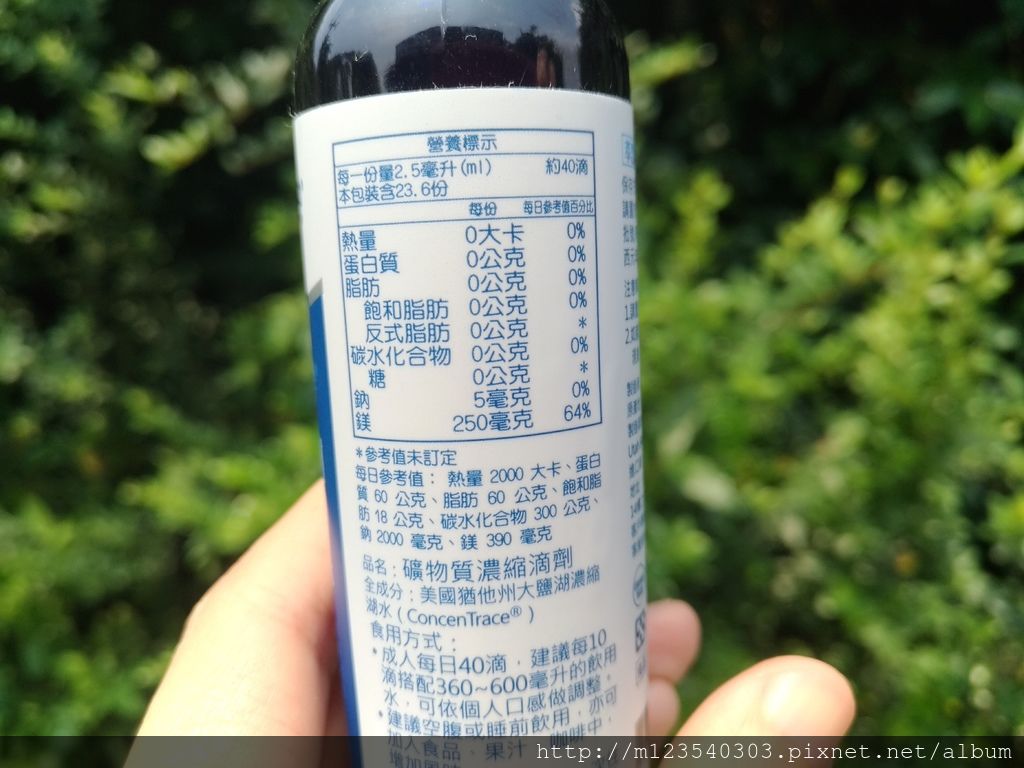 營養標示
每一份量2.5毫升(ml) 約40滴
本包裝含23.6份
每份 每日參考值百分比
熱量 0大卡 0%
蛋白質 0公克 0%
脂肪 0公克 0%
飽和脂肪 0公克 0%
反式脂肪 0公克 *
碳水化合物 0公克 0%
糖 0公克 *
鈉 5毫克 0%
鎂 250毫克 64%
*參考值未訂定
每日參考值： 熱量 2000 大卡、蛋白
質 60 公克、脂肪 60 公克、飽和脂
肪 18 公克、碳水化合物 300 公克、
鈉 2000 毫克、鎂 390 毫克
品名：礦物質濃縮滴劑
全成分：美國猶他州大鹽湖濃縮
湖水（ConcenTrace®）
食用方式：
•成人每日40滴，建議每10
滴搭配360~600毫升的飲用
水，可依個人口感做調整。
•建議空腹或睡前飲用，亦可
加入食品、果汁、咖啡中，
http://m123540303.pixnet.net/album